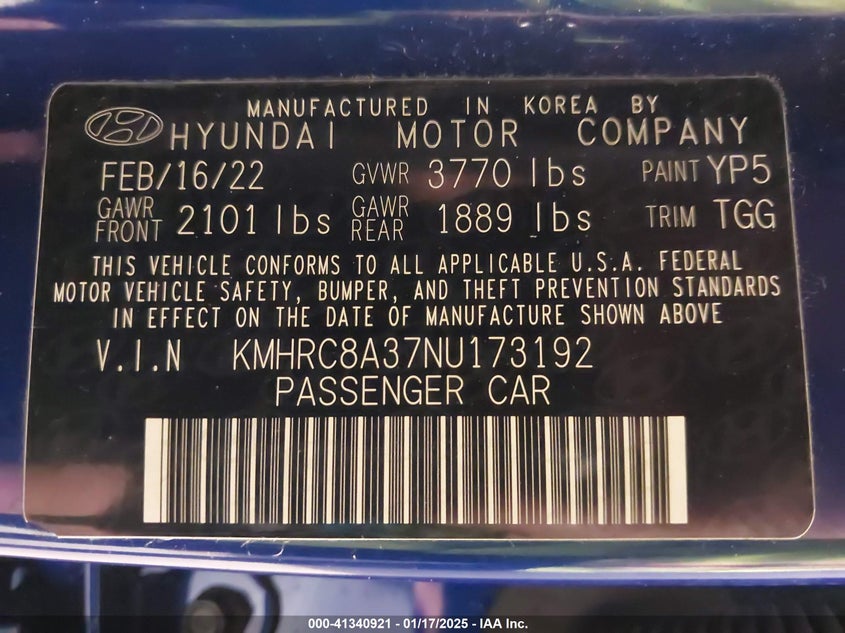 MANUFACTURED IN KOREA BY
HYUNDAI MOTOR COMPANY
FEB/16/22 GVWR 3770 lbs PAINT YP5
GAWR FRONT 2101 lbs GAWR REAR 1889 lbs TRIM TGG
THIS VEHICLE CONFORMS TO ALL APPLICABLE U.S.A. FEDERAL
MOTOR VEHICLE SAFETY, BUMPER, AND THEFT PREVENTION STANDARDS
IN EFFECT ON THE DATE OF MANUFACTURE SHOWN ABOVE
V.I.N KMHRC8A37NU173192
PASSENGER CAR
000-41340921 - 01/17/2025 - IAA Inc.